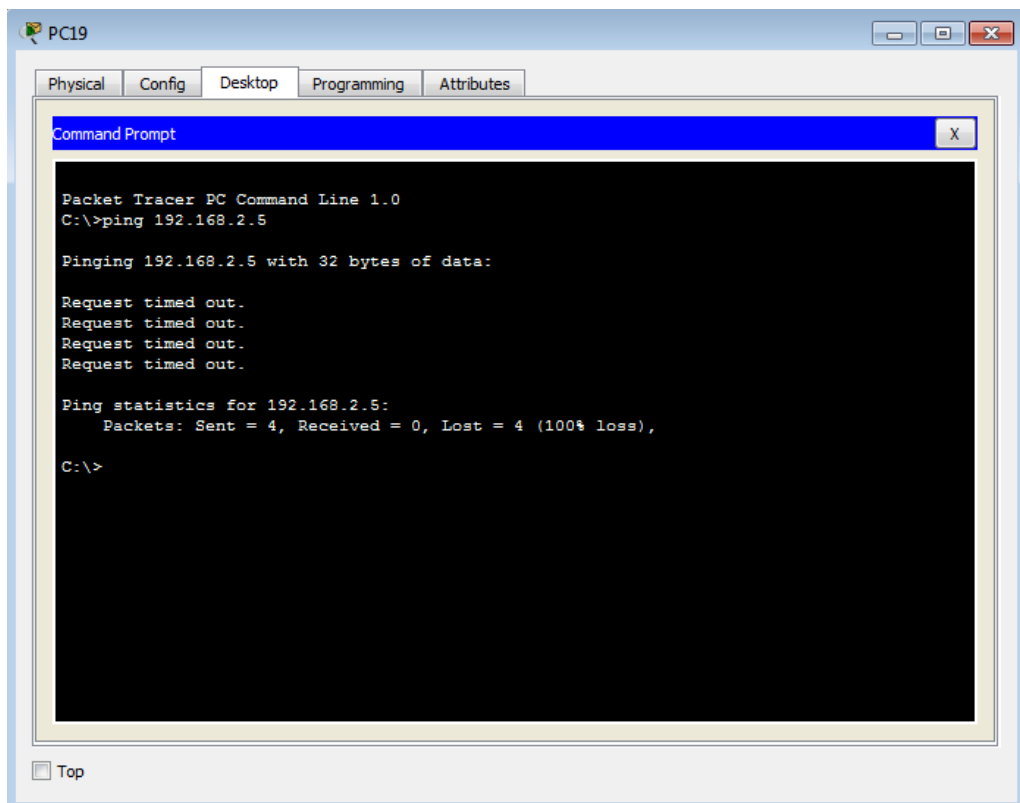 PC19
Physical Config Desktop Programming Attributes
Command Prompt
X
Packet Tracer PC Command Line 1.0
C:\>ping 192.168.2.5
Pinging 192.168.2.5 with 32 bytes of data:
Request timed out.
Request timed out.
Request timed out.
Request timed out.
Ping statistics for 192.168.2.5:
Packets: Sent = 4, Received = 0, Lost = 4 (100% loss),
C:\>
Top